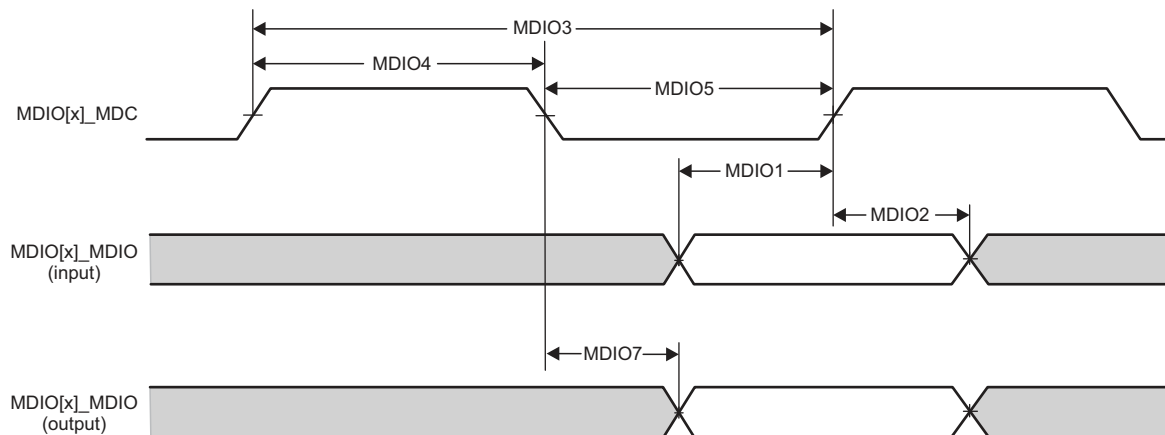 MDIO3
MDIO4
MDIO5
MDIO[x]_MDC
MDIO1
MDIO2
MDIO[x]_MDIO
(input)
MDIO7
MDIO[x]_MDIO
(output)